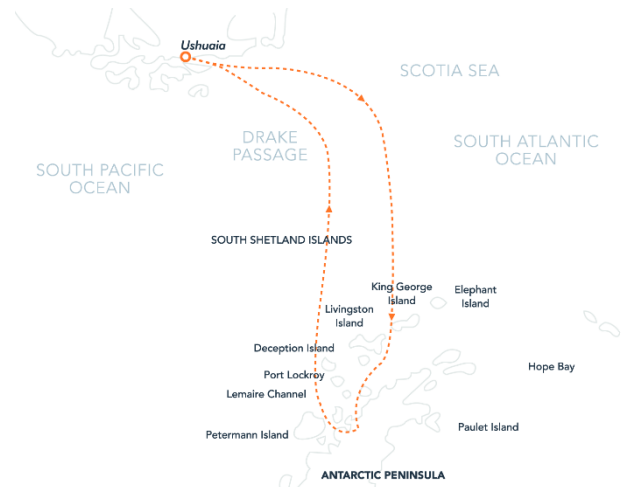 Ushuaia
SCOTIA SEA
DRAKE
PASSAGE
SOUTH ATLANTIC
OCEAN
SOUTH PACIFIC
OCEAN
SOUTH SHETLAND ISLANDS
King George
Island
Elephant
Island
Livingston
Island
Deception Island
Hope Bay
Port Lockroy
Lemaire Channel
Petermann Island
Paulet Island
ANTARCTIC PENINSULA